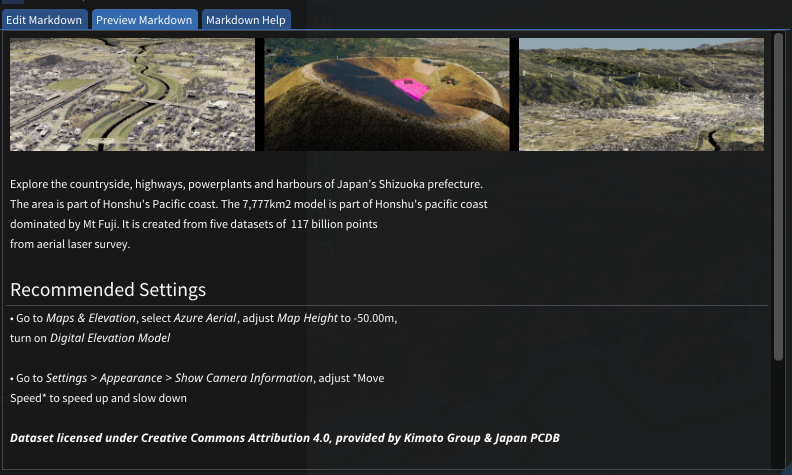 Edit Markdown
Preview Markdown
Markdown Help
Explore the countryside, highways, powerplants and harbours of Japan's Shizuoka prefecture.
The area is part of Honshu's Pacific coast. The 7,777km2 model is part of Honshu's pacific coast
dominated by Mt Fuji. It is created from five datasets of 117 billion points
from aerial laser survey.
Recommended Settings
• Go to Maps & Elevation, select Azure Aerial, adjust Map Height to -50.00m,
turn on Digital Elevation Model
• Go to Settings > Appearance > Show Camera Information, adjust *Move
Speed* to speed up and slow down
Dataset licensed under Creative Commons Attribution 4.0, provided by Kimoto Group & Japan PCDB